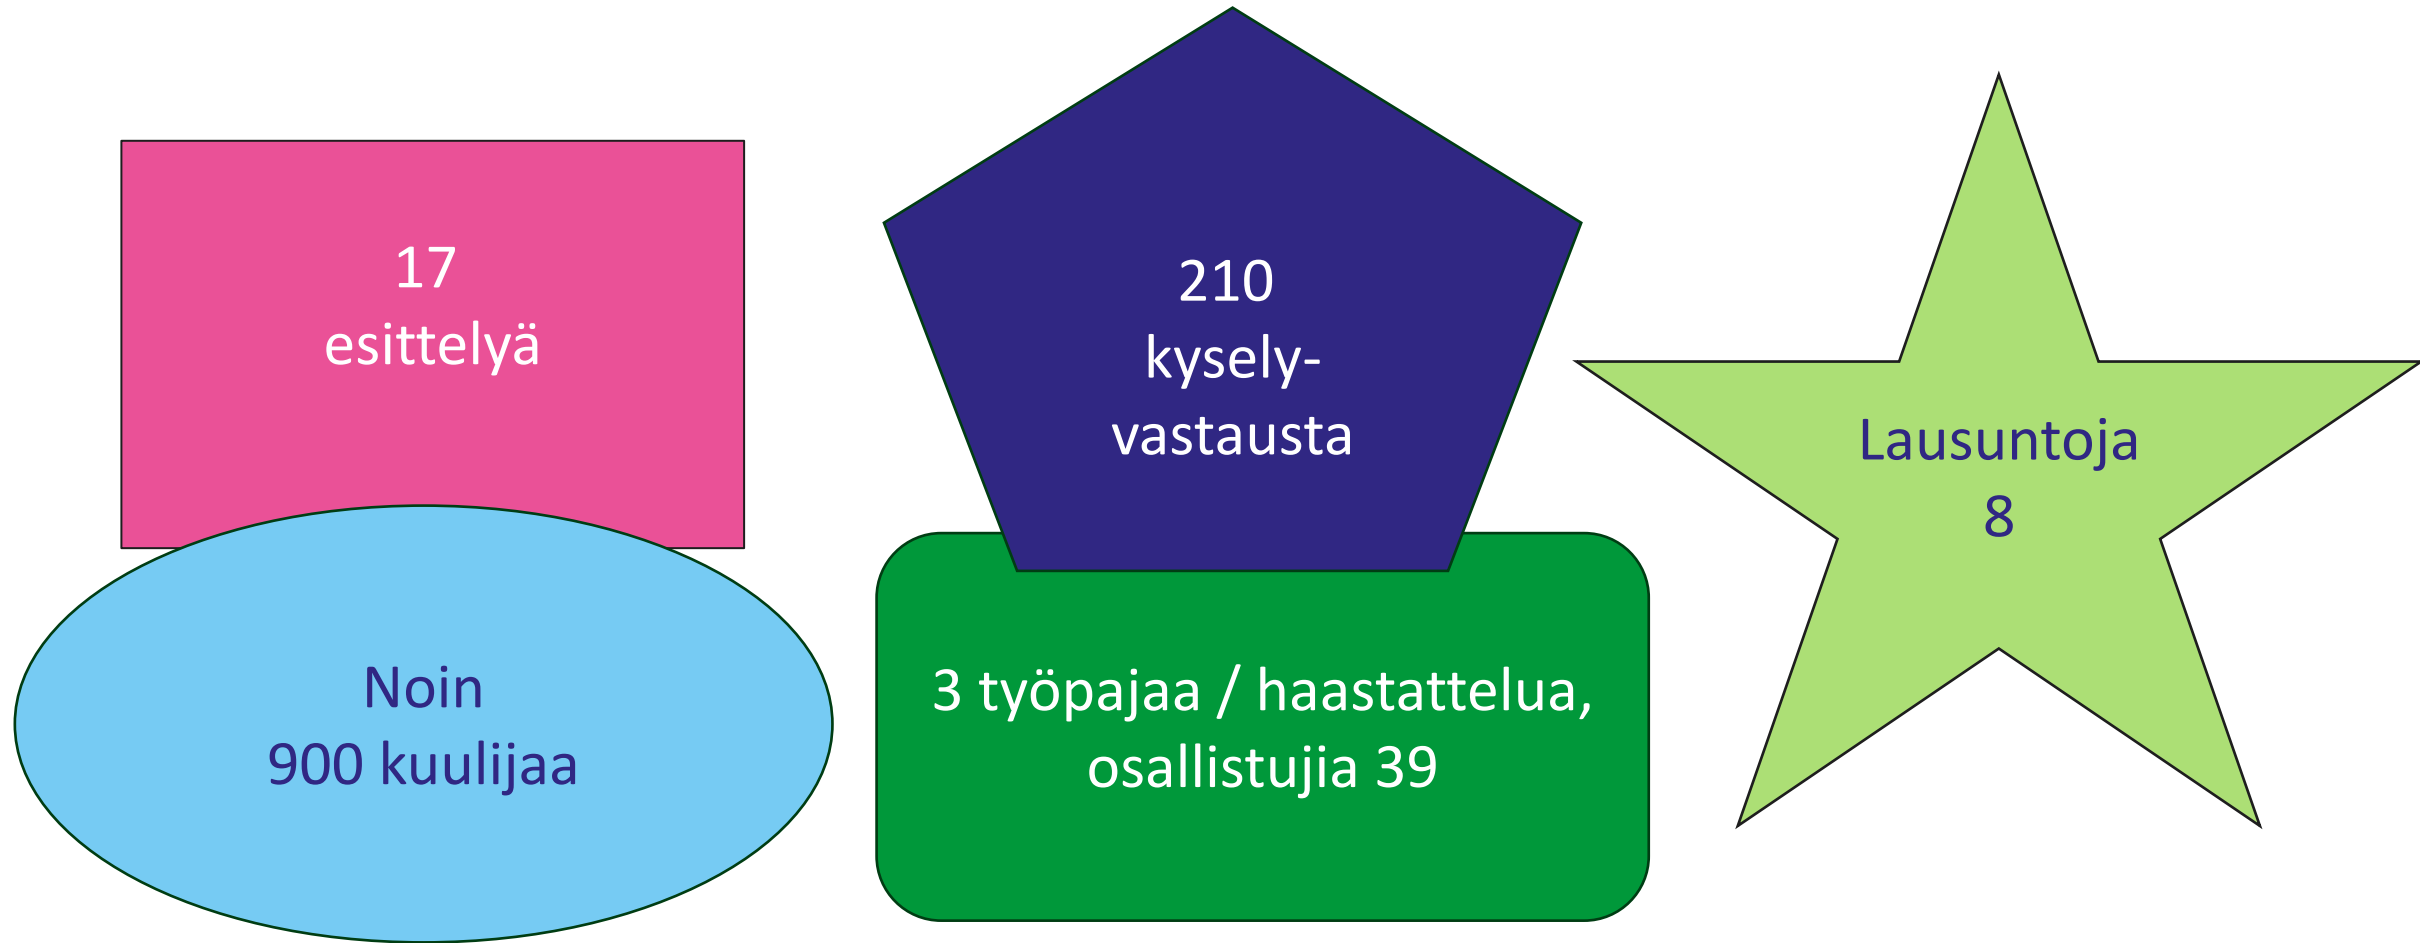 17
esittelyä
Noin
900 kuulijaa
210
kysely-
vastausta
3 työpajaa / haastattelua,
osallistujia 39
Lausuntoja
8